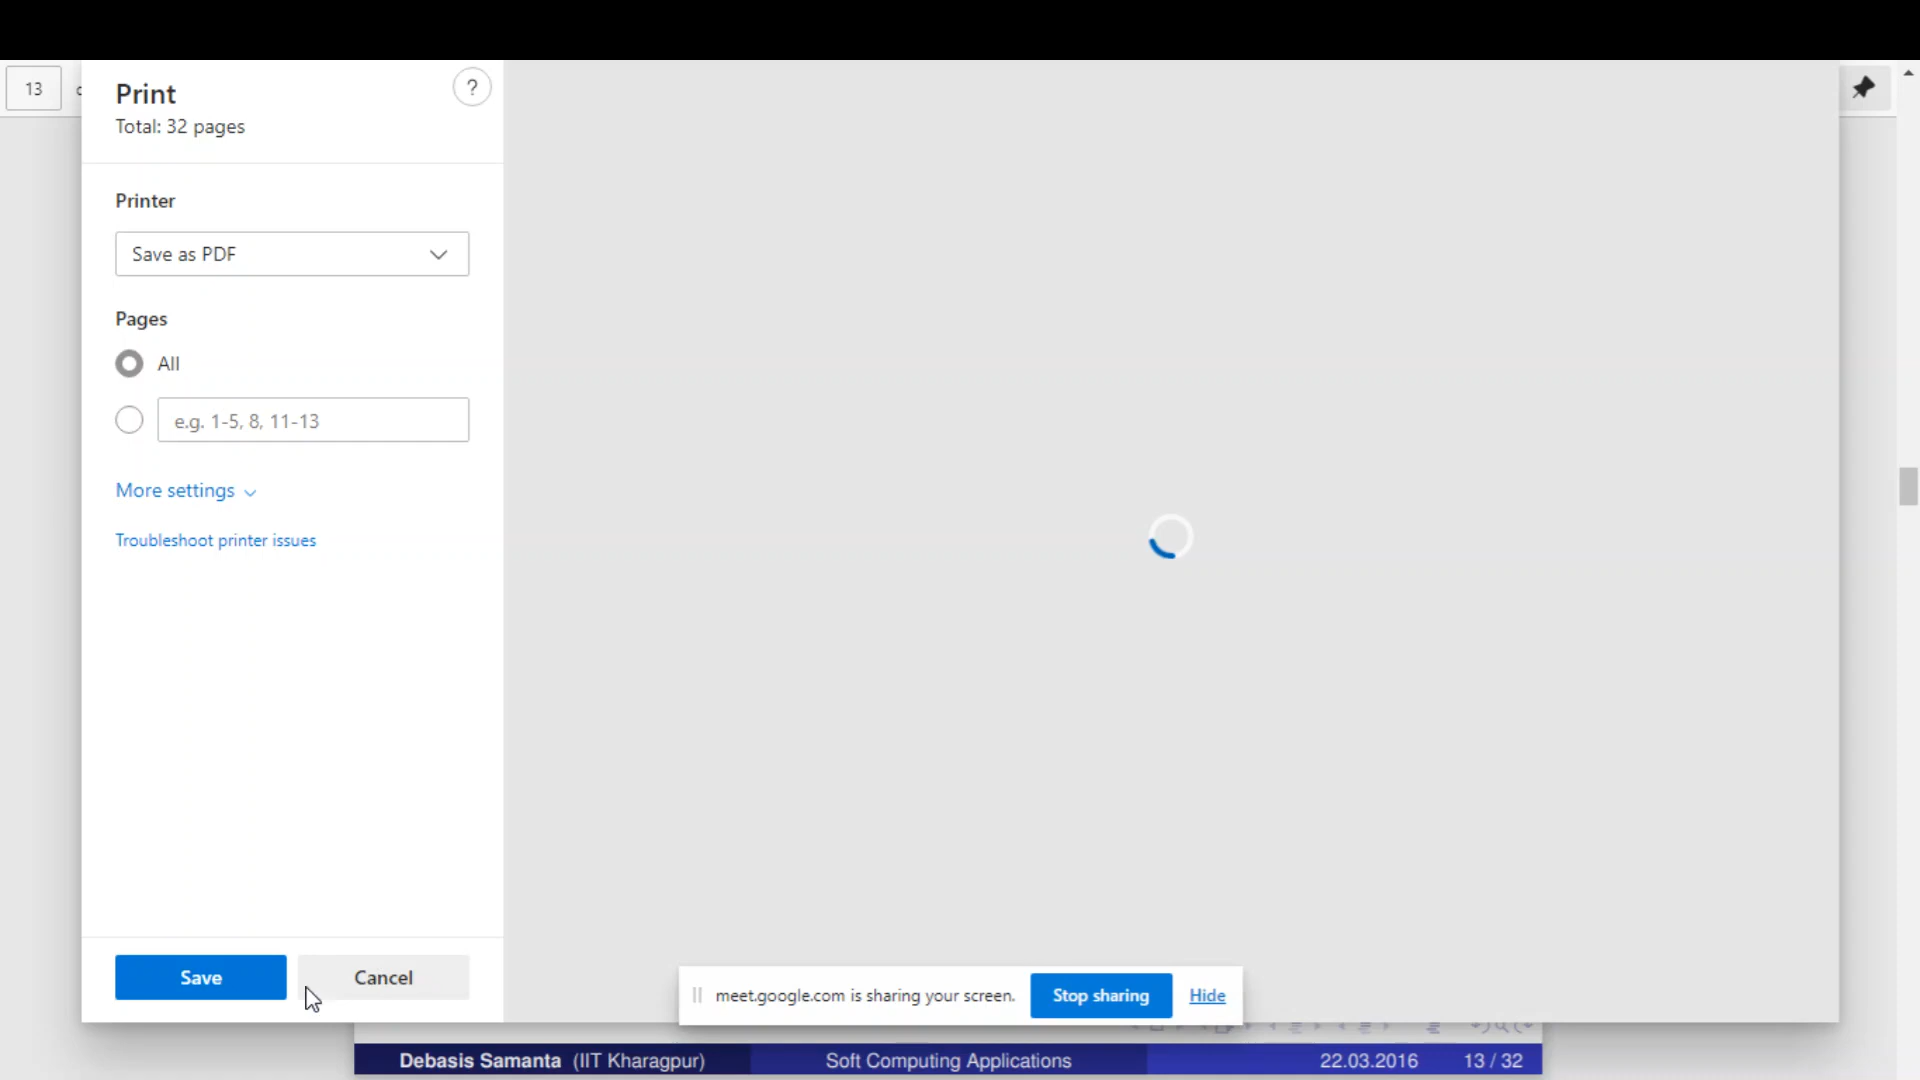 13
Print
?
Total: 32 pages
Printer
Save as PDF
Pages
All
e.g. 1-5, 8, 11-13
More settings
Troubleshoot printer issues
Save
Cancel
meet.google.com is sharing your screen.
Stop sharing
Hide
Debasis Samanta (IIT Kharagpur)
Soft Computing Applications
22.03.2016
13 / 32